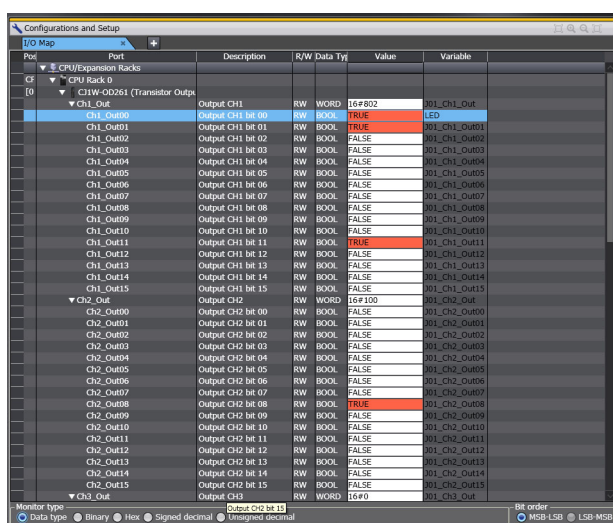 Configurations and Setup
I/O Map × +
Pos Port Description R/W Data Typ Value Variable
▼ CPU/Expansion Racks
CP ▼ CPU Rack 0
[0 ▼ CJ1W-OD261 (Transistor Outpu
▼ Ch1_Out Output CH1 RW WORD 16#802 J01_Ch1_Out
Ch1_Out00 Output CH1 bit 00 RW BOOL TRUE LED
Ch1_Out01 Output CH1 bit 01 RW BOOL TRUE J01_Ch1_Out01
Ch1_Out02 Output CH1 bit 02 RW BOOL FALSE J01_Ch1_Out02
Ch1_Out03 Output CH1 bit 03 RW BOOL FALSE J01_Ch1_Out03
Ch1_Out04 Output CH1 bit 04 RW BOOL FALSE J01_Ch1_Out04
Ch1_Out05 Output CH1 bit 05 RW BOOL FALSE J01_Ch1_Out05
Ch1_Out06 Output CH1 bit 06 RW BOOL FALSE J01_Ch1_Out06
Ch1_Out07 Output CH1 bit 07 RW BOOL FALSE J01_Ch1_Out07
Ch1_Out08 Output CH1 bit 08 RW BOOL FALSE J01_Ch1_Out08
Ch1_Out09 Output CH1 bit 09 RW BOOL FALSE J01_Ch1_Out09
Ch1_Out10 Output CH1 bit 10 RW BOOL FALSE J01_Ch1_Out10
Ch1_Out11 Output CH1 bit 11 RW BOOL TRUE J01_Ch1_Out11
Ch1_Out12 Output CH1 bit 12 RW BOOL FALSE J01_Ch1_Out12
Ch1_Out13 Output CH1 bit 13 RW BOOL FALSE J01_Ch1_Out13
Ch1_Out14 Output CH1 bit 14 RW BOOL FALSE J01_Ch1_Out14
Ch1_Out15 Output CH1 bit 15 RW BOOL FALSE J01_Ch1_Out15
▼ Ch2_Out Output CH2 RW WORD 16#100 J01_Ch2_Out
Ch2_Out00 Output CH2 bit 00 RW BOOL FALSE J01_Ch2_Out00
Ch2_Out01 Output CH2 bit 01 RW BOOL FALSE J01_Ch2_Out01
Ch2_Out02 Output CH2 bit 02 RW BOOL FALSE J01_Ch2_Out02
Ch2_Out03 Output CH2 bit 03 RW BOOL FALSE J01_Ch2_Out03
Ch2_Out04 Output CH2 bit 04 RW BOOL FALSE J01_Ch2_Out04
Ch2_Out05 Output CH2 bit 05 RW BOOL FALSE J01_Ch2_Out05
Ch2_Out06 Output CH2 bit 06 RW BOOL FALSE J01_Ch2_Out06
Ch2_Out07 Output CH2 bit 07 RW BOOL FALSE J01_Ch2_Out07
Ch2_Out08 Output CH2 bit 08 RW BOOL TRUE J01_Ch2_Out08
Ch2_Out09 Output CH2 bit 09 RW BOOL FALSE J01_Ch2_Out09
Ch2_Out10 Output CH2 bit 10 RW BOOL FALSE J01_Ch2_Out10
Ch2_Out11 Output CH2 bit 11 RW BOOL FALSE J01_Ch2_Out11
Ch2_Out12 Output CH2 bit 12 RW BOOL FALSE J01_Ch2_Out12
Ch2_Out13 Output CH2 bit 13 RW BOOL FALSE J01_Ch2_Out13
Ch2_Out14 Output CH2 bit 14 RW BOOL FALSE J01_Ch2_Out14
Ch2_Out15 Output CH2 bit 15 RW BOOL FALSE J01_Ch2_Out15
▼ Ch3_Out Output CH3 RW WORD 16#0 J01_Ch3_Out
Monitor type Output CH2 bit 15 Bit order
Data type Binary Hex Signed decimal Unsigned decimal MSB-LSB LSB-MSB